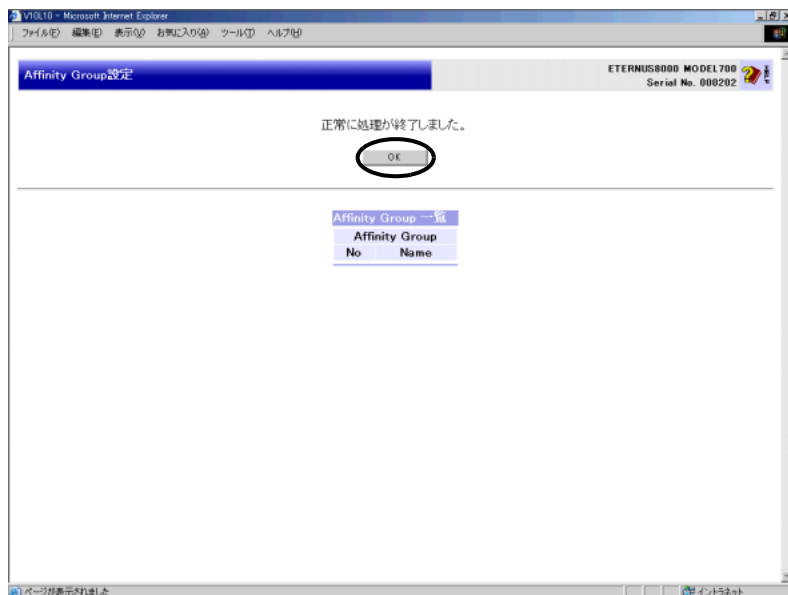 V10L10 - Microsoft Internet Explorer
ファイル(F) 編集(E) 表示(V) お気に入り(A) ツール(T) ヘルプ(H)
Affinity Group設定
ETERNUS8000 MODEL700
Serial No. 000202
正常に処理が終了しました。
OK
Affinity Group 一覧
Affinity Group
No Name
ページが表示されました
イントラネット